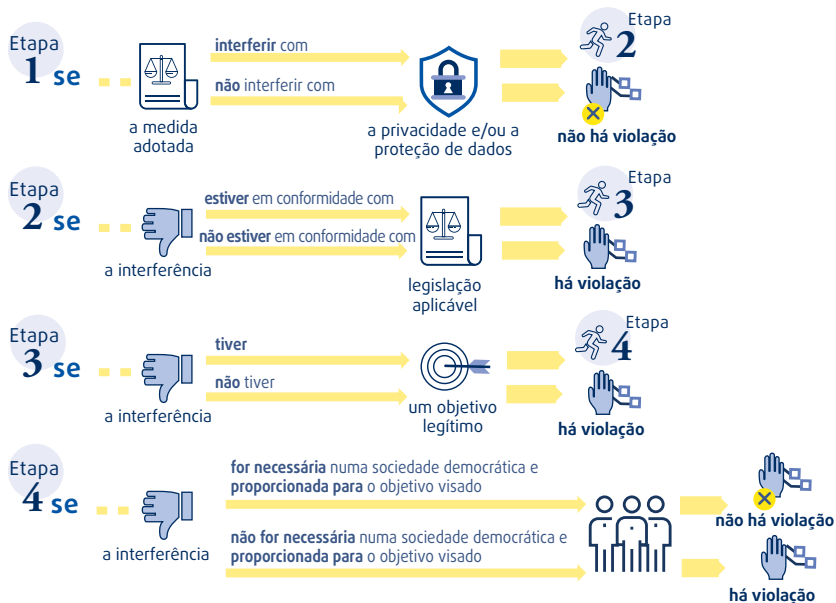 Etapa
1 se
a medida
adotada
interferir com
não interferir com
a privacidade e/ou a
proteção de dados
Etapa
2
não há violação
Etapa
2 se
a interferência
estiver em conformidade com
não estiver em conformidade com
legislação
aplicável
Etapa
3
há violação
Etapa
3 se
a interferência
tiver
não tiver
um objetivo
legítimo
Etapa
4
há violação
Etapa
4 se
a interferência
for necessária numa sociedade democrática e
proporcionada para o objetivo visado
não for necessária numa sociedade democrática e
proporcionada para o objetivo visado
não há violação
há violação